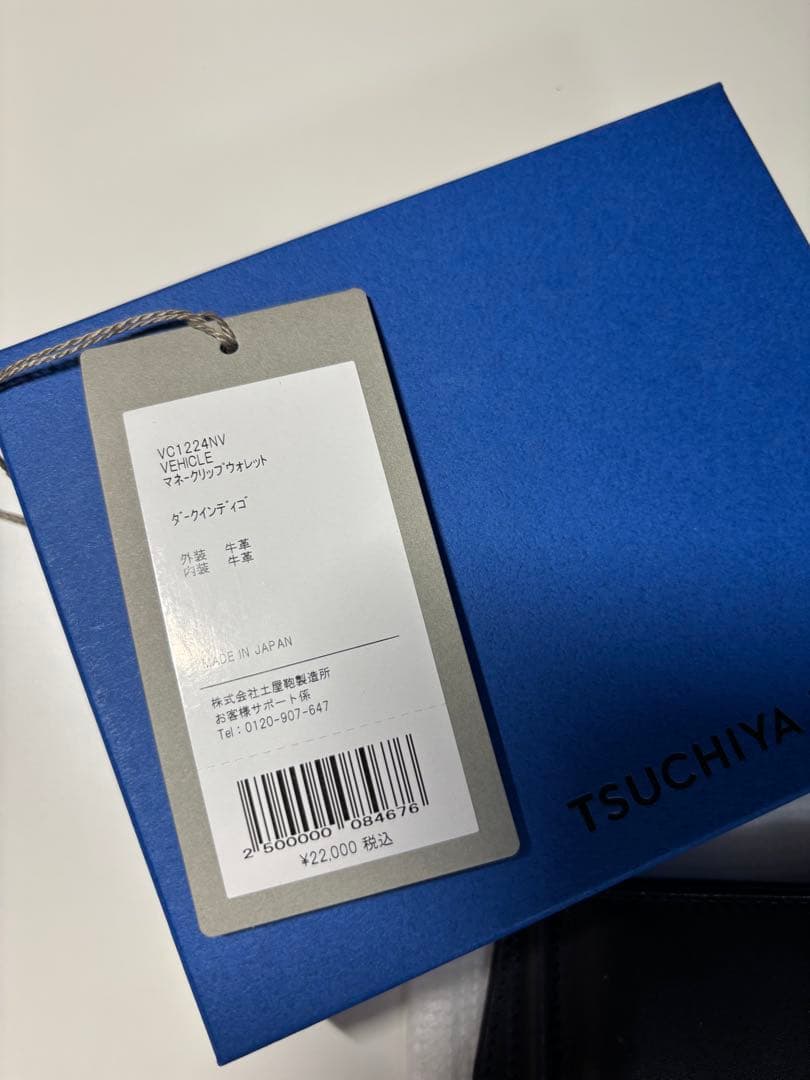 VC1224NV
VEHICLE
マネークリップウォレット
ダークインディゴ
外装 牛革
内装 牛革
MADE IN JAPAN
株式会社土屋鞄製造所
お客様サポート係
Tel：0120-907-647
2 500000 084676
¥22,000 税込
TSUCHIYA